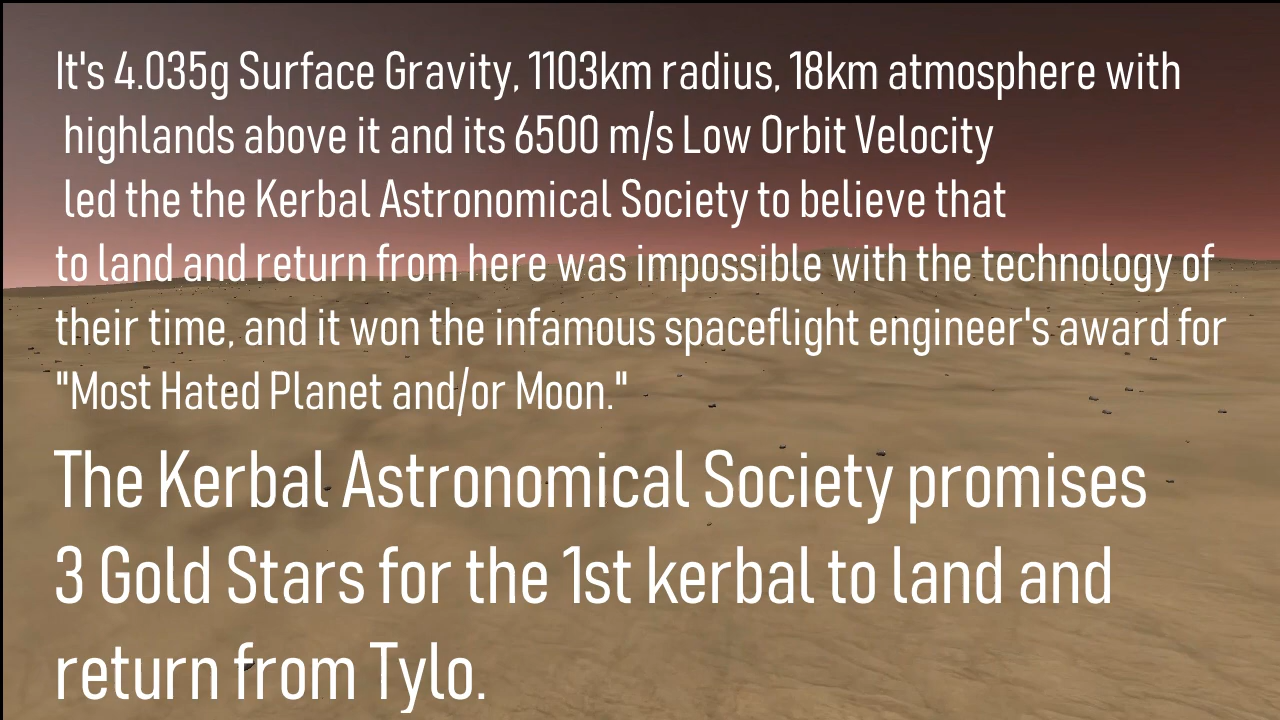 It's 4.035g Surface Gravity, 1103km radius, 18km atmosphere with
highlands above it and its 6500 m/s Low Orbit Velocity
led the the Kerbal Astronomical Society to believe that
to land and return from here was impossible with the technology of
their time, and it won the infamous spaceflight engineer's award for
"Most Hated Planet and/or Moon."
The Kerbal Astronomical Society promises
3 Gold Stars for the 1st kerbal to land and
return from Tylo.